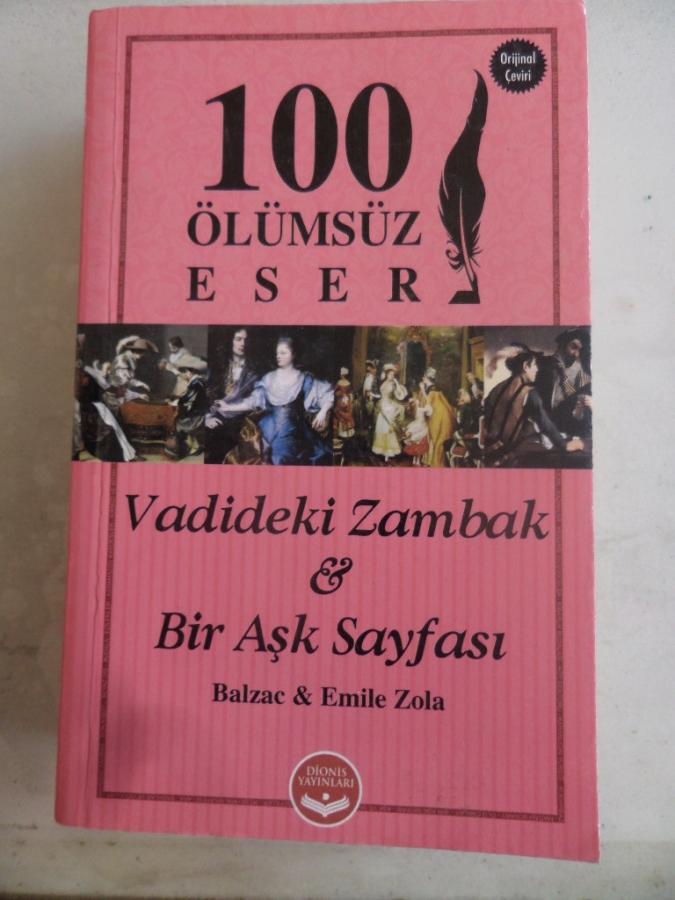 Orijinal
Çeviri
100
ÖLÜMSÜZ
ESER
Vadideki Zambak
&
Bir Aşk Sayfası
Balzac & Emile Zola
DİONİS
YAYINLARI